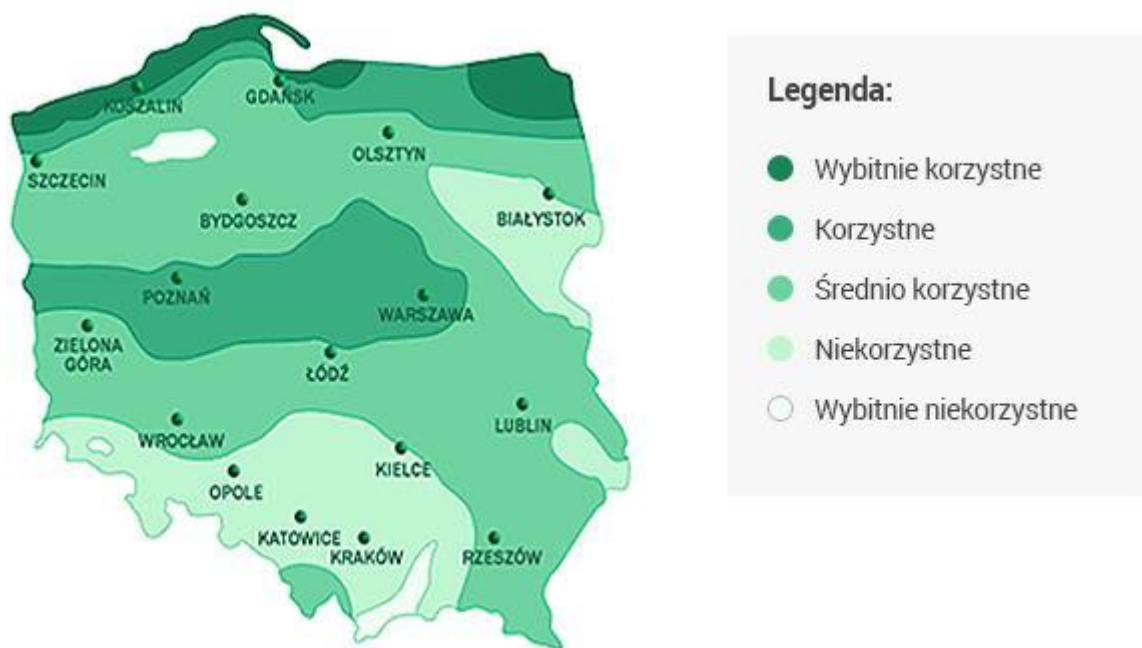 KOSZALIN
GDAŃSK
OLSZTYN
SZCZECIN
BYDGOSZCZ
BIAŁYSTOK
POZNAŃ
WARSZAWA
ZIELONA
GÓRA
ŁÓDŹ
WROCŁAW
LUBLIN
KIELCE
OPOLE
KATOWICE
KRAKÓW
RZESZÓW
Legenda:
Wybitnie korzystne
Korzystne
Średnio korzystne
Niekorzystne
Wybitnie niekorzystne